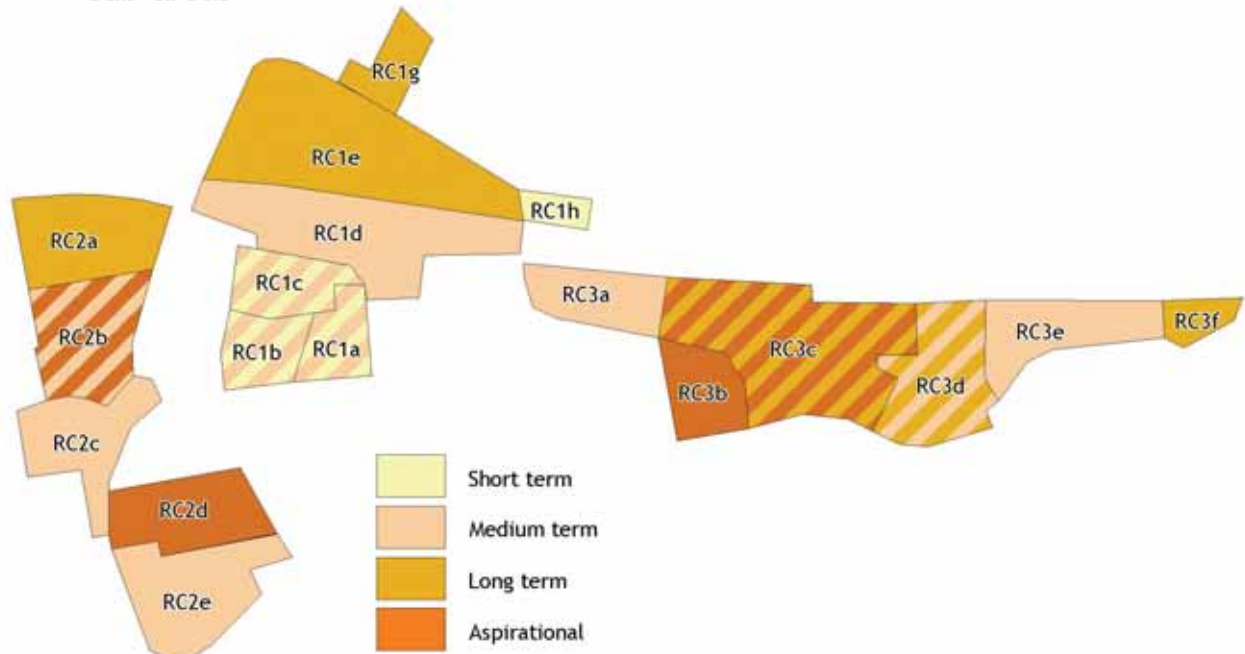 RC1g
RC1e
RC1h
RC1d
RC2a
RC1c
RC3a
RC3f
RC2b
RC3e
RC1b
RC1a
RC3c
RC3d
RC3b
RC2c
Short term
RC2d
Medium term
Long term
RC2e
Aspirational